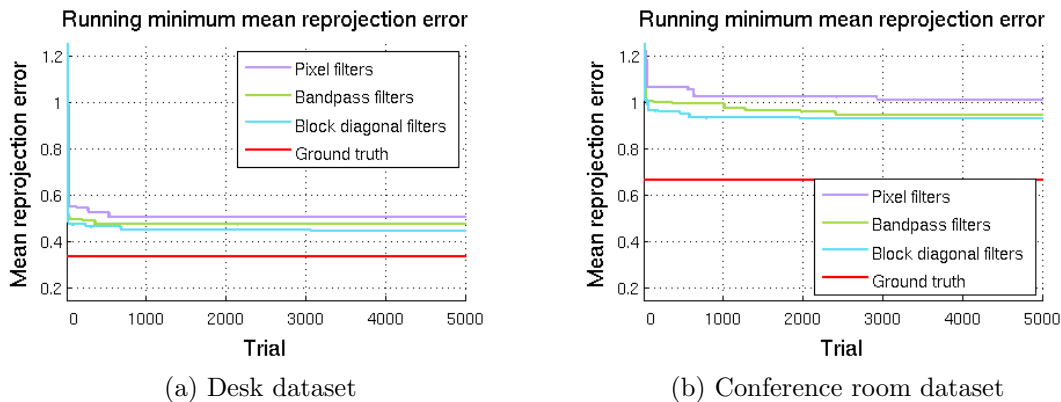 Running minimum mean reprojection error
Mean reprojection error
1.2
1
0.8
0.6
0.4
0.2
Pixel filters
Bandpass filters
Block diagonal filters
Ground truth
0 1000 2000 3000 4000 5000
Trial
(a) Desk dataset
Running minimum mean reprojection error
Mean reprojection error
1.2
1
0.8
0.6
0.4
0.2
Pixel filters
Bandpass filters
Block diagonal filters
Ground truth
0 1000 2000 3000 4000 5000
Trial
(b) Conference room dataset